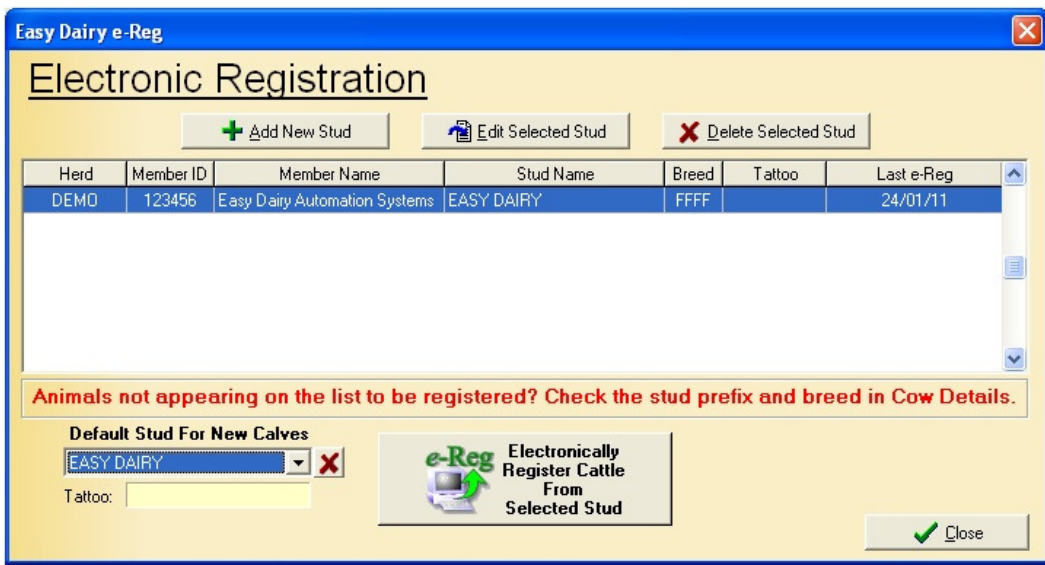 Easy Dairy e-Reg
Electronic Registration
Add New Stud Edit Selected Stud Delete Selected Stud
Herd Member ID Member Name Stud Name Breed Tattoo Last e-Reg
DEMO 123456 Easy Dairy Automation Systems EASY DAIRY FFFF 24/01/11
Animals not appearing on the list to be registered? Check the stud prefix and breed in Cow Details.
Default Stud For New Calves
EASY DAIRY
Tattoo:
e-Reg
Electronically
Register Cattle
From
Selected Stud
Close